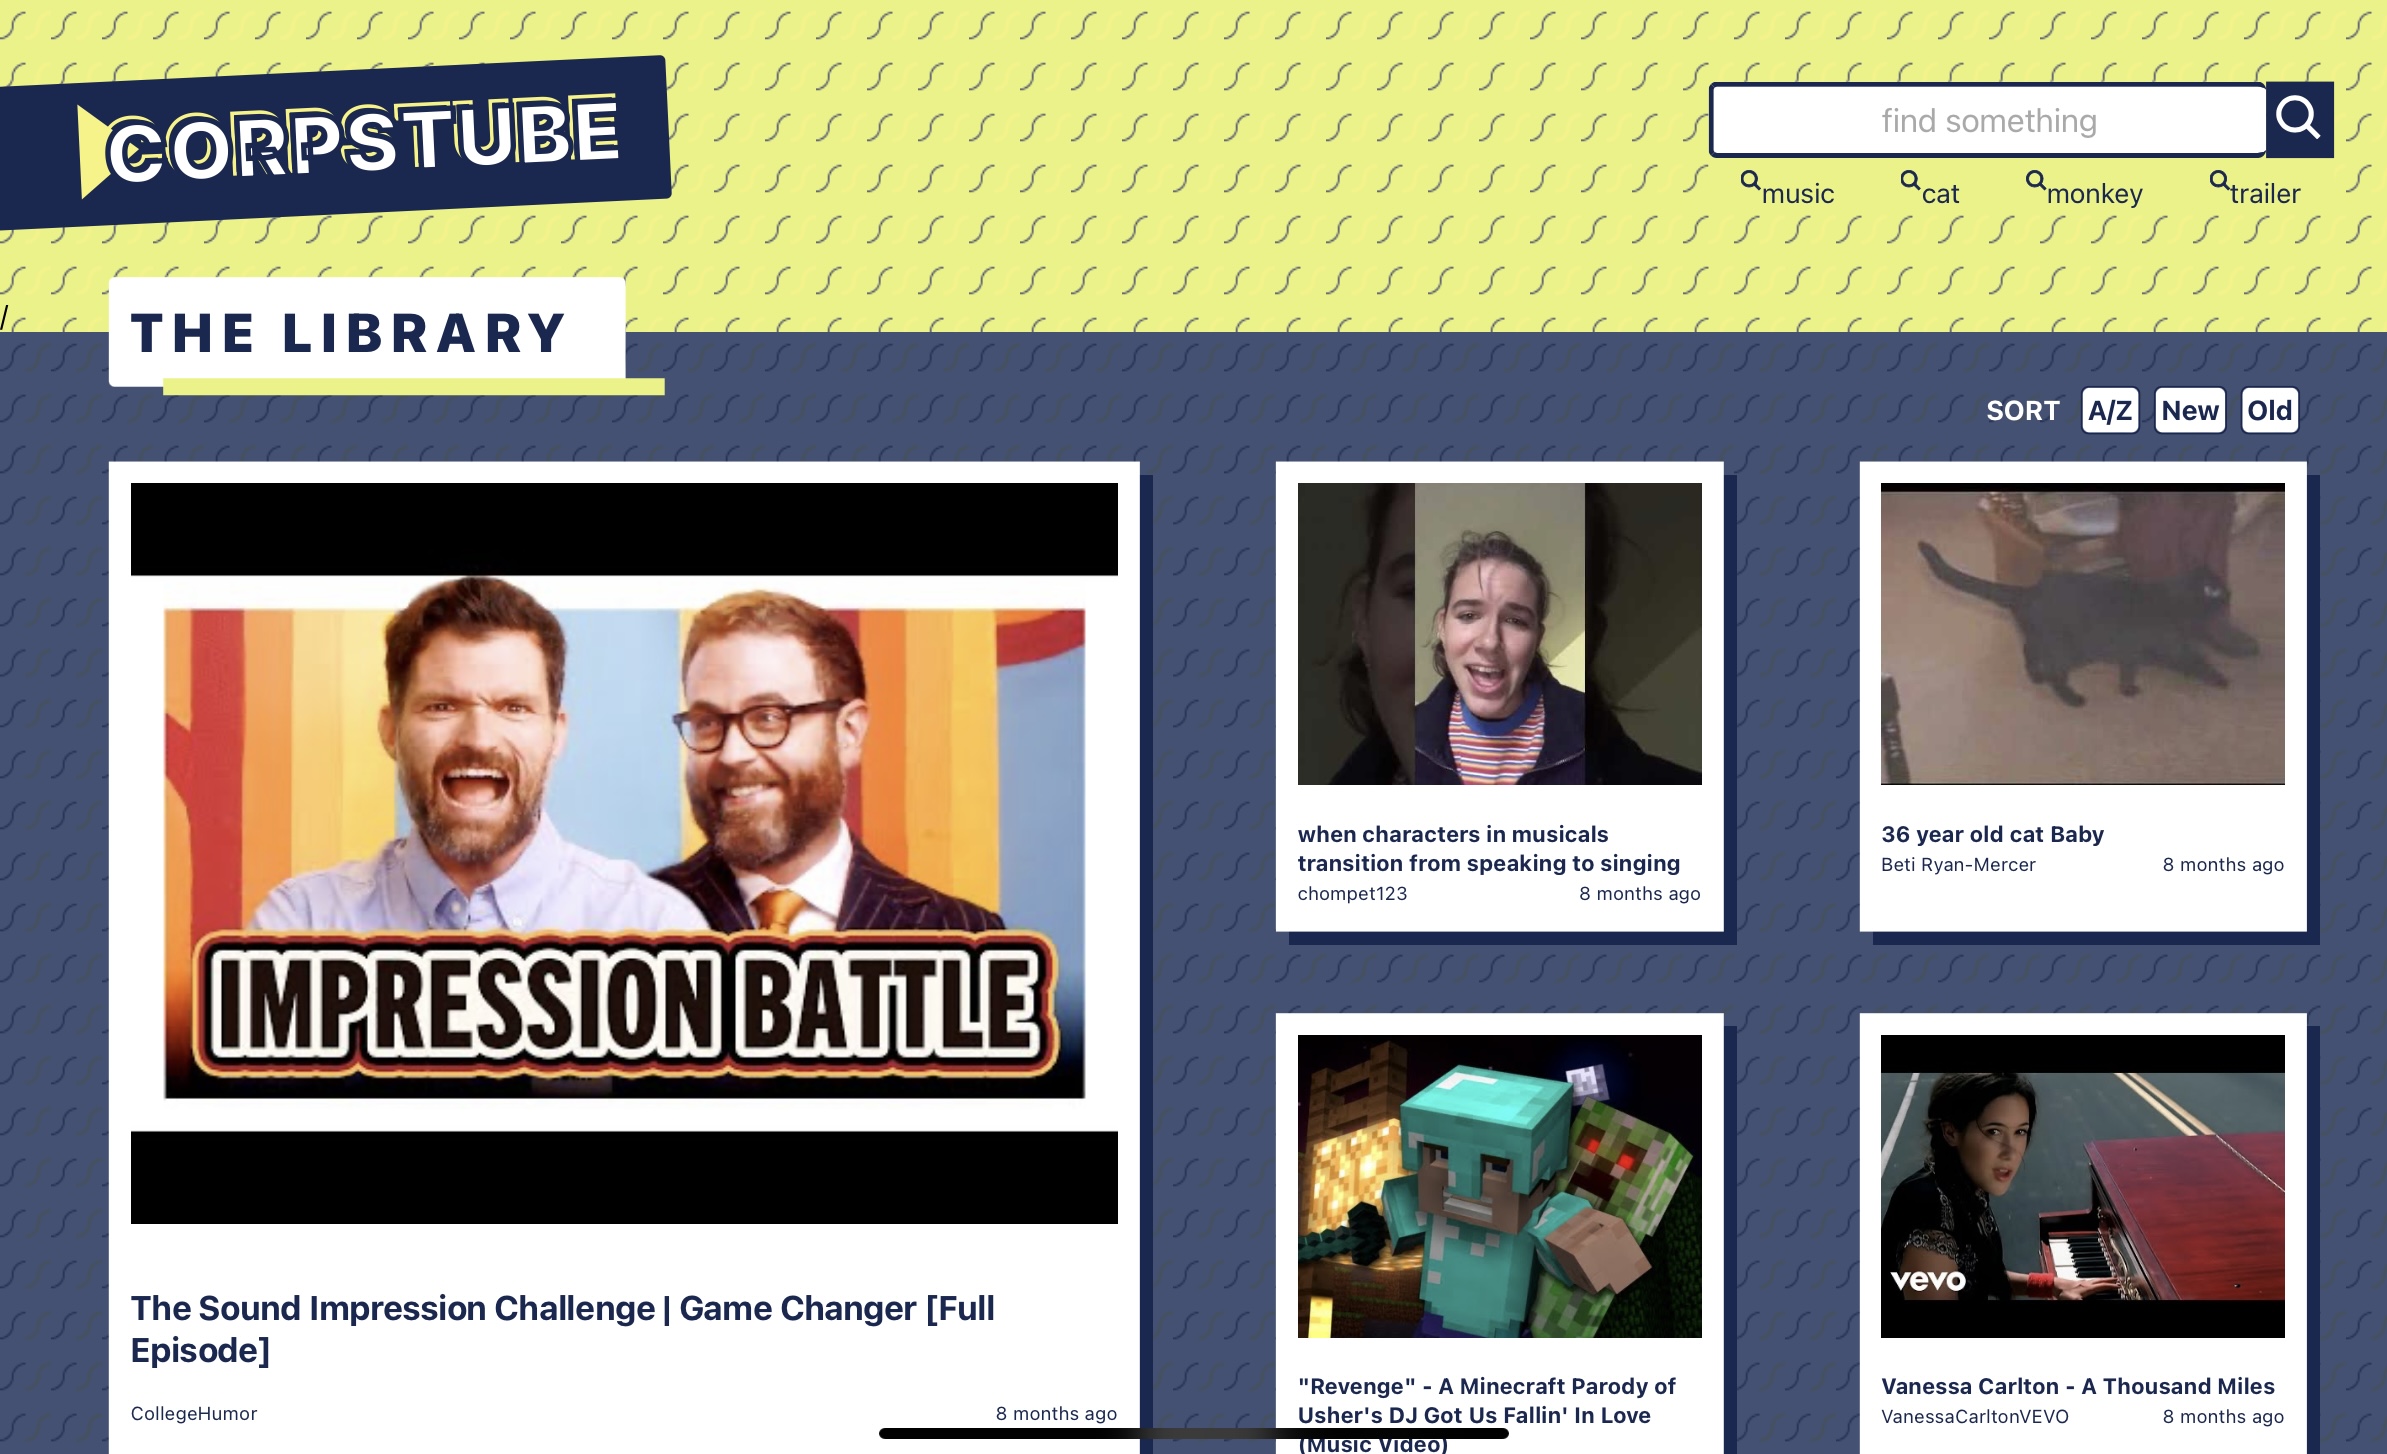 CORPSTUBE
find something
music cat monkey trailer
/
THE LIBRARY
SORT A/Z New Old
IMPRESSION BATTLE
The Sound Impression Challenge | Game Changer [Full
Episode]
CollegeHumor 8 months ago
when characters in musicals
transition from speaking to singing
chompet123 8 months ago
36 year old cat Baby
Beti Ryan-Mercer 8 months ago
"Revenge" - A Minecraft Parody of
Usher's DJ Got Us Fallin' In Love
(Music Video)
vevo
Vanessa Carlton - A Thousand Miles
VanessaCarltonVEVO 8 months ago